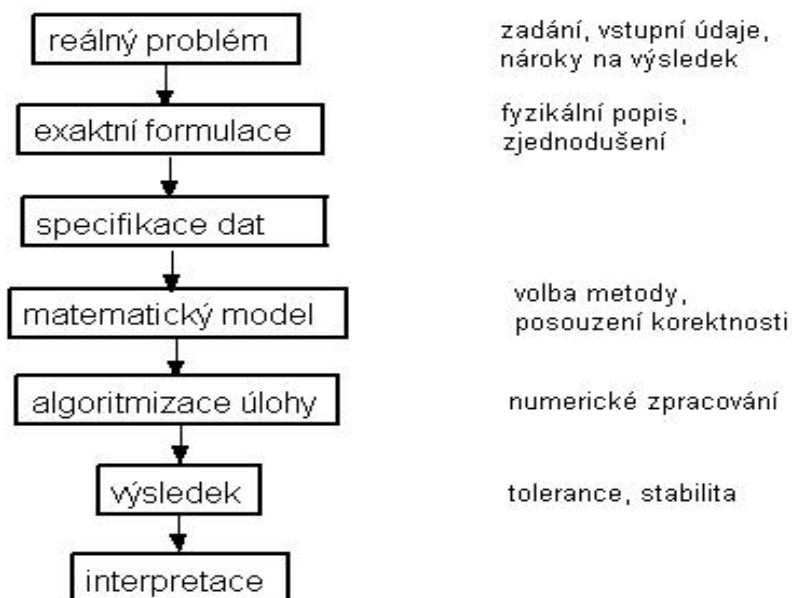 reálný problém
zadání, vstupní údaje,
nároky na výsledek
exaktní formulace
fyzikální popis,
zjednodušení
specifikace dat
matematický model
volba metody,
posouzení korektnosti
algoritmizace úlohy
numerické zpracování
výsledek
tolerance, stabilita
interpretace